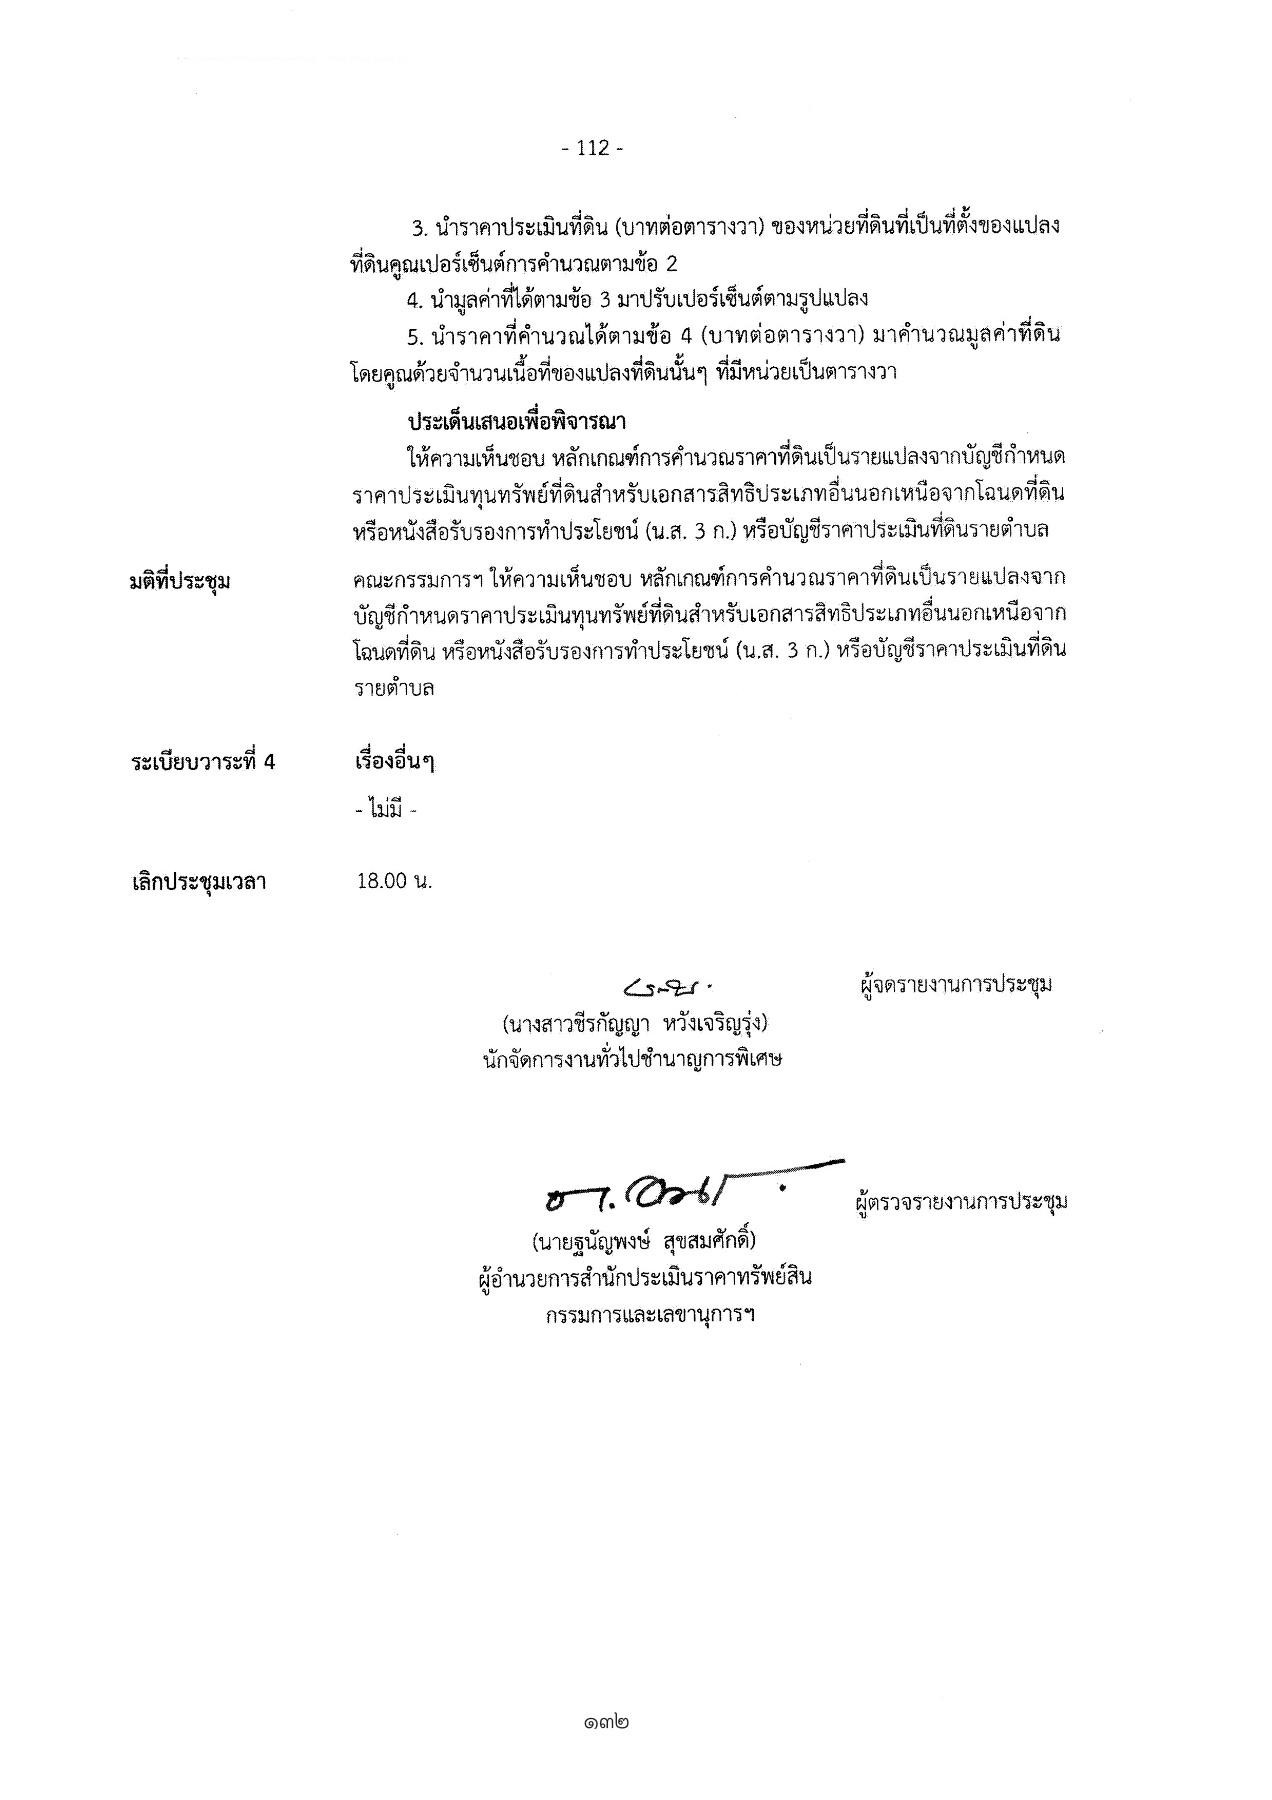 - 112 -
3. นำราคาประเมินที่ดิน (บาทต่อตารางวา) ของหน่วยที่ดินที่เป็นที่ตั้งของแปลง
ที่ดินคูณเปอร์เซ็นต์การคำนวณตามข้อ 2
4. นำมูลค่าที่ได้ตามข้อ 3 มาปรับเปอร์เซ็นต์ตามรูปแปลง
5. นำราคาที่คำนวณได้ตามข้อ 4 (บาทต่อตารางวา) มาคำนวณมูลค่าที่ดิน
โดยคูณด้วยจำนวนเนื้อที่ของแปลงที่ดินนั้นๆ ที่มีหน่วยเป็นตารางวา
ประเด็นเสนอเพื่อพิจารณา
ให้ความเห็นชอบ หลักเกณฑ์การคำนวณราคาที่ดินเป็นรายแปลงจากบัญชีกำหนด
ราคาประเมินทุนทรัพย์ที่ดินสำหรับเอกสารสิทธิประเภทอื่นนอกเหนือจากโฉนดที่ดิน
หรือหนังสือรับรองการทำประโยชน์ (น.ส. 3 ก.) หรือบัญชีราคาประเมินที่ดินรายตำบล
มติที่ประชุม คณะกรรมการฯ ให้ความเห็นชอบ หลักเกณฑ์การคำนวณราคาที่ดินเป็นรายแปลงจาก
บัญชีกำหนดราคาประเมินทุนทรัพย์ที่ดินสำหรับเอกสารสิทธิประเภทอื่นนอกเหนือจาก
โฉนดที่ดิน หรือหนังสือรับรองการทำประโยชน์ (น.ส. 3 ก.) หรือบัญชีราคาประเมินที่ดิน
รายตำบล
ระเบียบวาระที่ 4 เรื่องอื่นๆ
- ไม่มี -
เลิกประชุมเวลา 18.00 น.
ผู้จดรายงานการประชุม
(นางสาวชีรกัญญา หวังเจริญรุ่ง)
นักจัดการงานทั่วไปชำนาญการพิเศษ
ผู้ตรวจรายงานการประชุม
(นายฐนัญพงษ์ สุขสมศักดิ์)
ผู้อำนวยการสำนักประเมินราคาทรัพย์สิน
กรรมการและเลขานุการฯ
๑๓๒